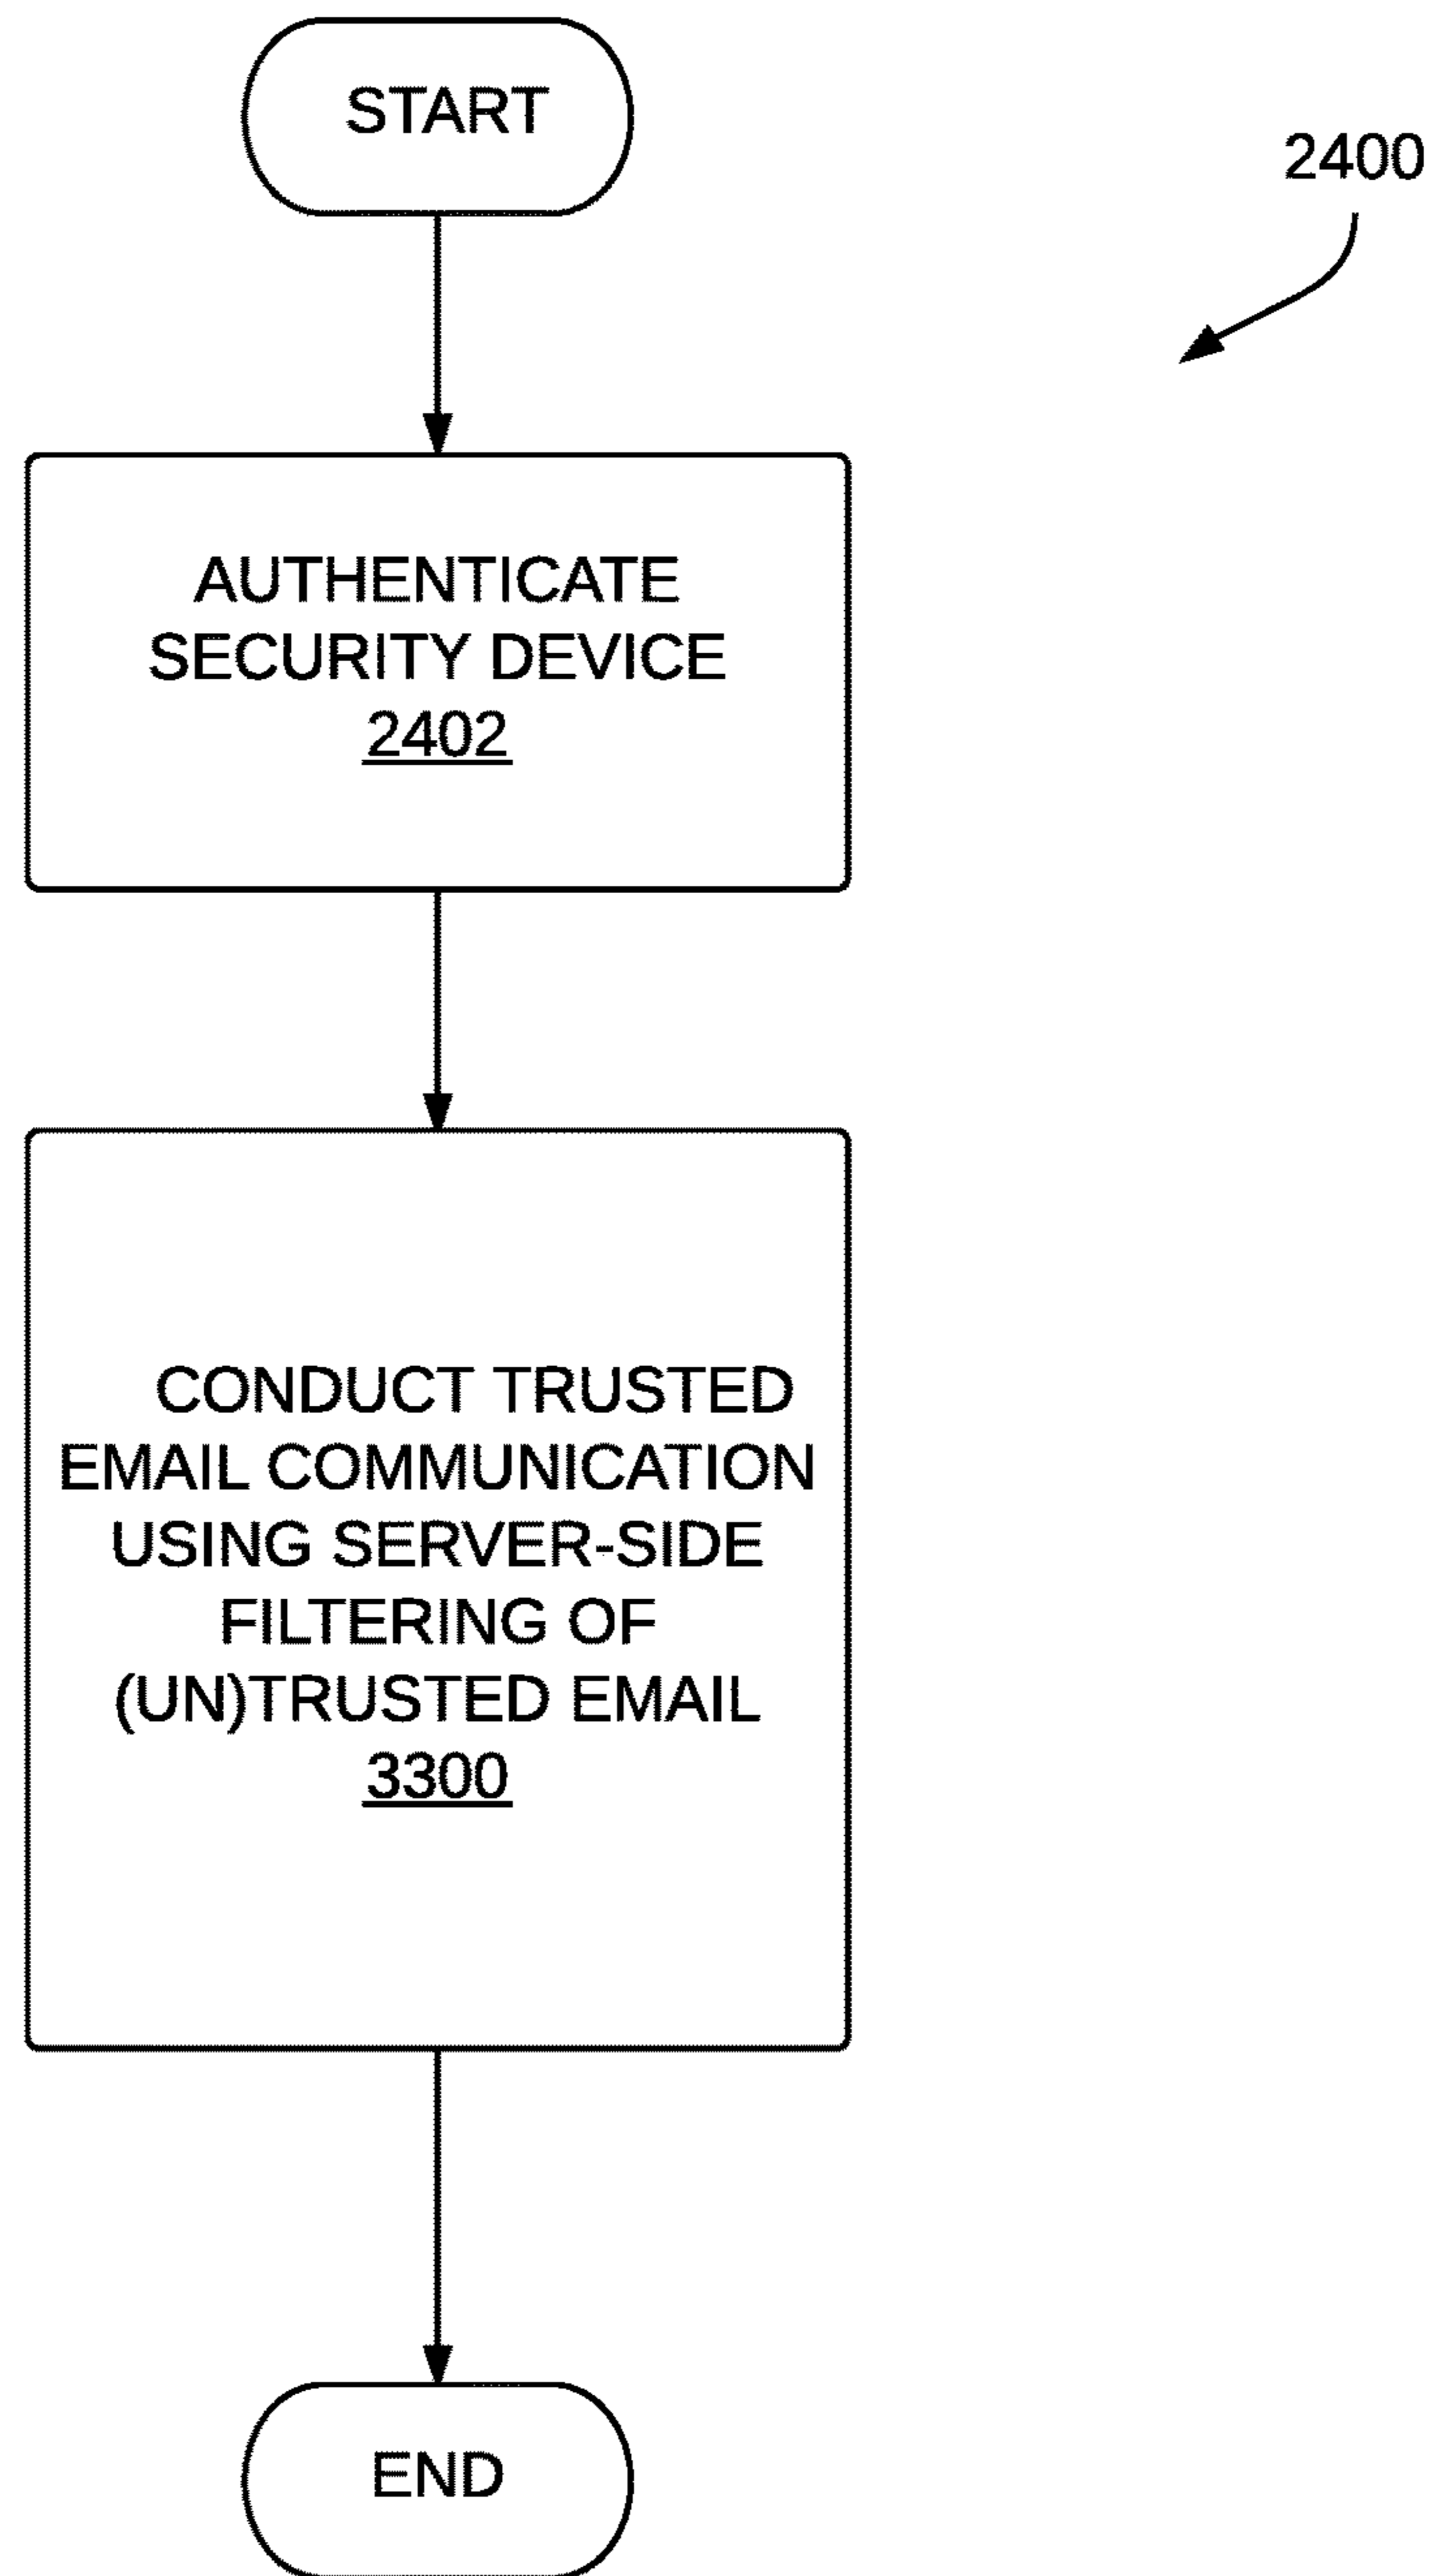 START
2400
AUTHENTICATE
SECURITY DEVICE
2402
CONDUCT TRUSTED
EMAIL COMMUNICATION
USING SERVER-SIDE
FILTERING OF
(UN)TRUSTED EMAIL
3300
END